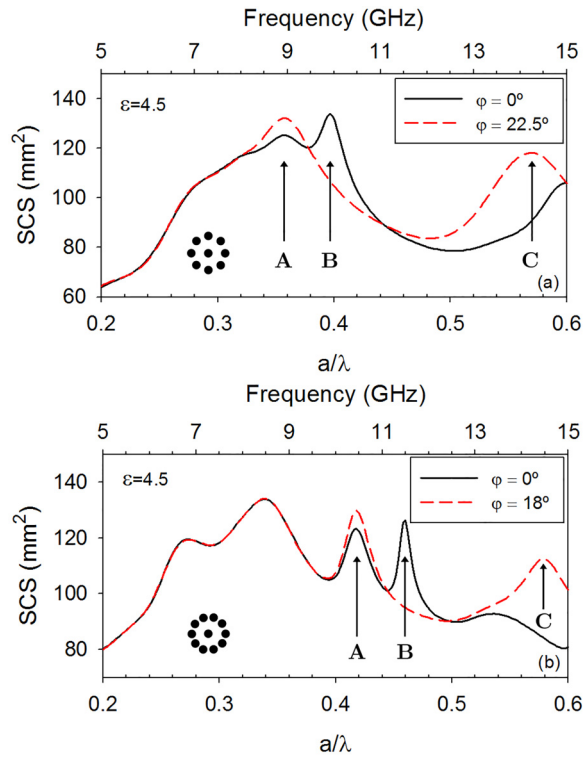 Frequency (GHz)
5 7 9 11 13 15
SCS (mm²)
140
120
100
80
60
ε=4.5
φ = 0º
φ = 22.5º
A B C
(a)
0.2 0.3 0.4 0.5 0.6
a/λ
Frequency (GHz)
5 7 9 11 13 15
SCS (mm²)
140
120
100
80
ε=4.5
φ = 0º
φ = 18º
A B C
(b)
0.2 0.3 0.4 0.5 0.6
a/λ